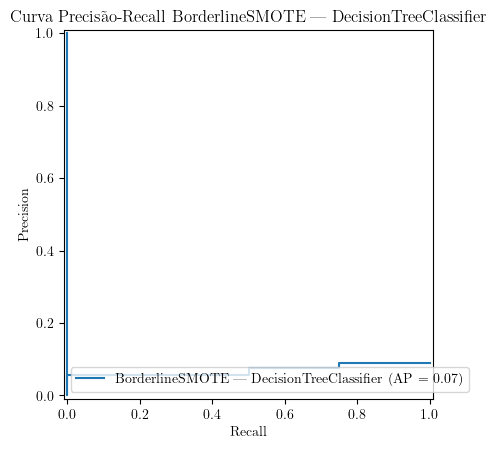 Curva Precisão-Recall BorderlineSMOTE — DecisionTreeClassifier
1.0
0.8
0.6
0.4
0.2
0.0
Precision
BorderlineSMOTE — DecisionTreeClassifier (AP = 0.07)
0.0 0.2 0.4 0.6 0.8 1.0
Recall